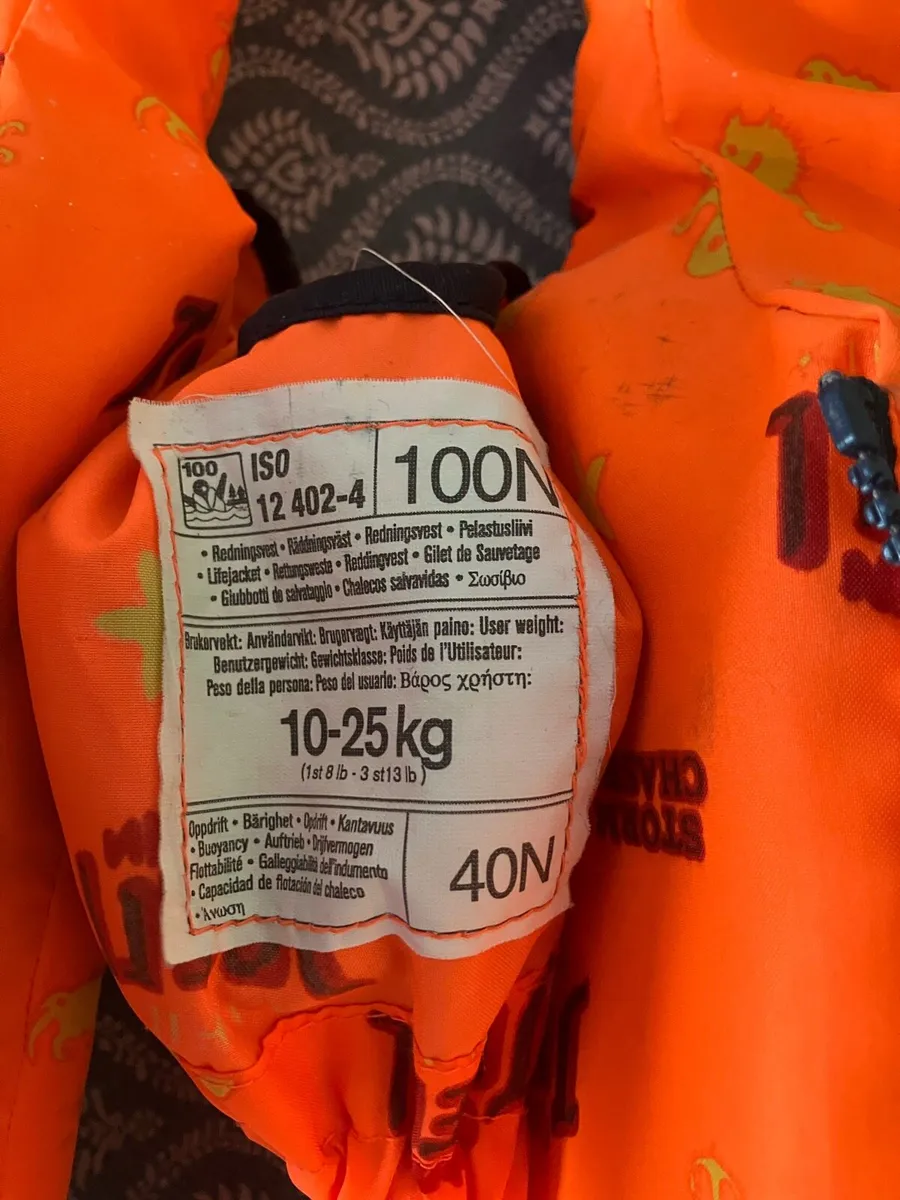 100
ISO
12 402-4
100N
• Redningsvest • Räddningsväst • Redningsvest • Pelastusliivi
• Lifejacket • Rettungsweste • Reddingvest • Gilet de Sauvetage
• Giubbotti de salvataggio • Chalecos salvavidas • Σωσίβιο
Brukervekt: Användarvikt: Brugervægt: Käyttäjän paino: User weight:
Benutzergewicht: Gewichtsklasse: Poids de l'Utilisateur:
Peso della persona: Peso del usuario: Βάρος χρήστη:
10-25kg
(1st 8 lb - 3 st13 lb)
Oppdrift • Bärighet • Opdrift • Kantavuus
• Buoyancy • Auftrieb • Drijfvermogen
Flottabilité • Galleggiabilità dell'indumento
• Capacidad de flotación del chaleco
• Άνωση
40N
STORM